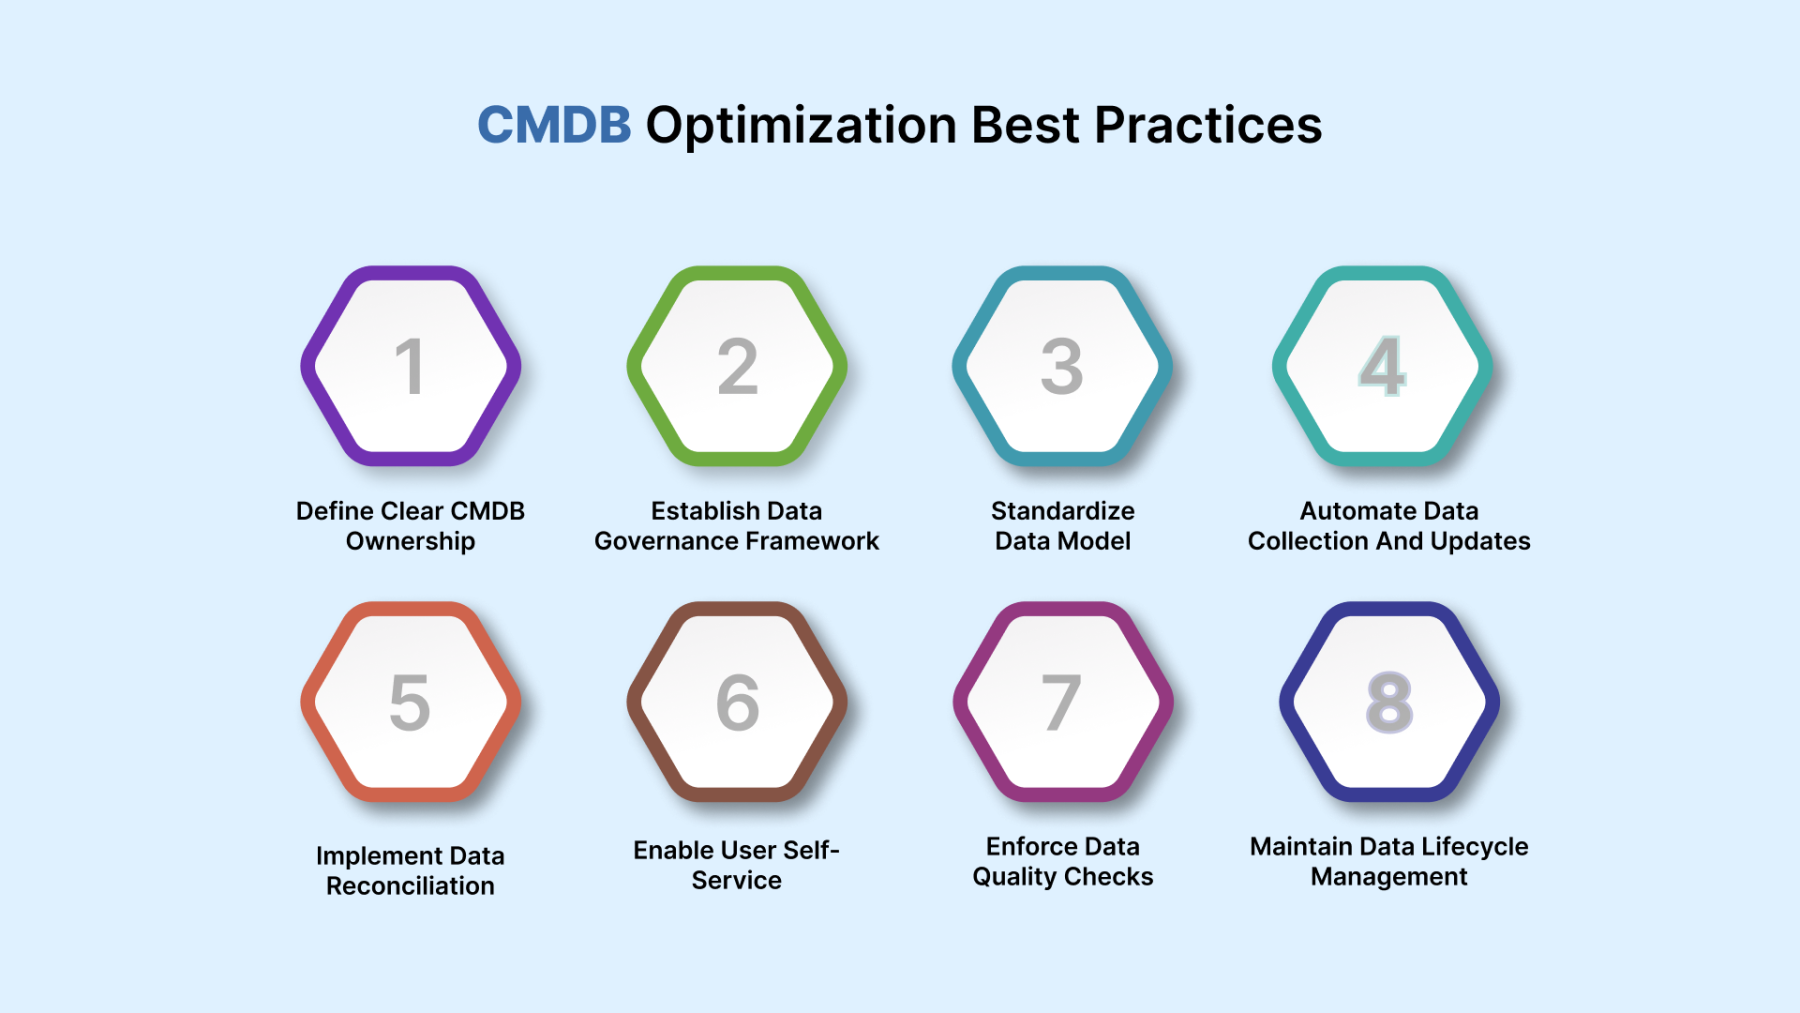 CMDB Optimization Best Practices
1
2
3
4
Define Clear CMDB
Ownership
Establish Data
Governance Framework
Standardize
Data Model
Automate Data
Collection And Updates
5
6
7
8
Implement Data
Reconciliation
Enable User Self-
Service
Enforce Data
Quality Checks
Maintain Data Lifecycle
Management